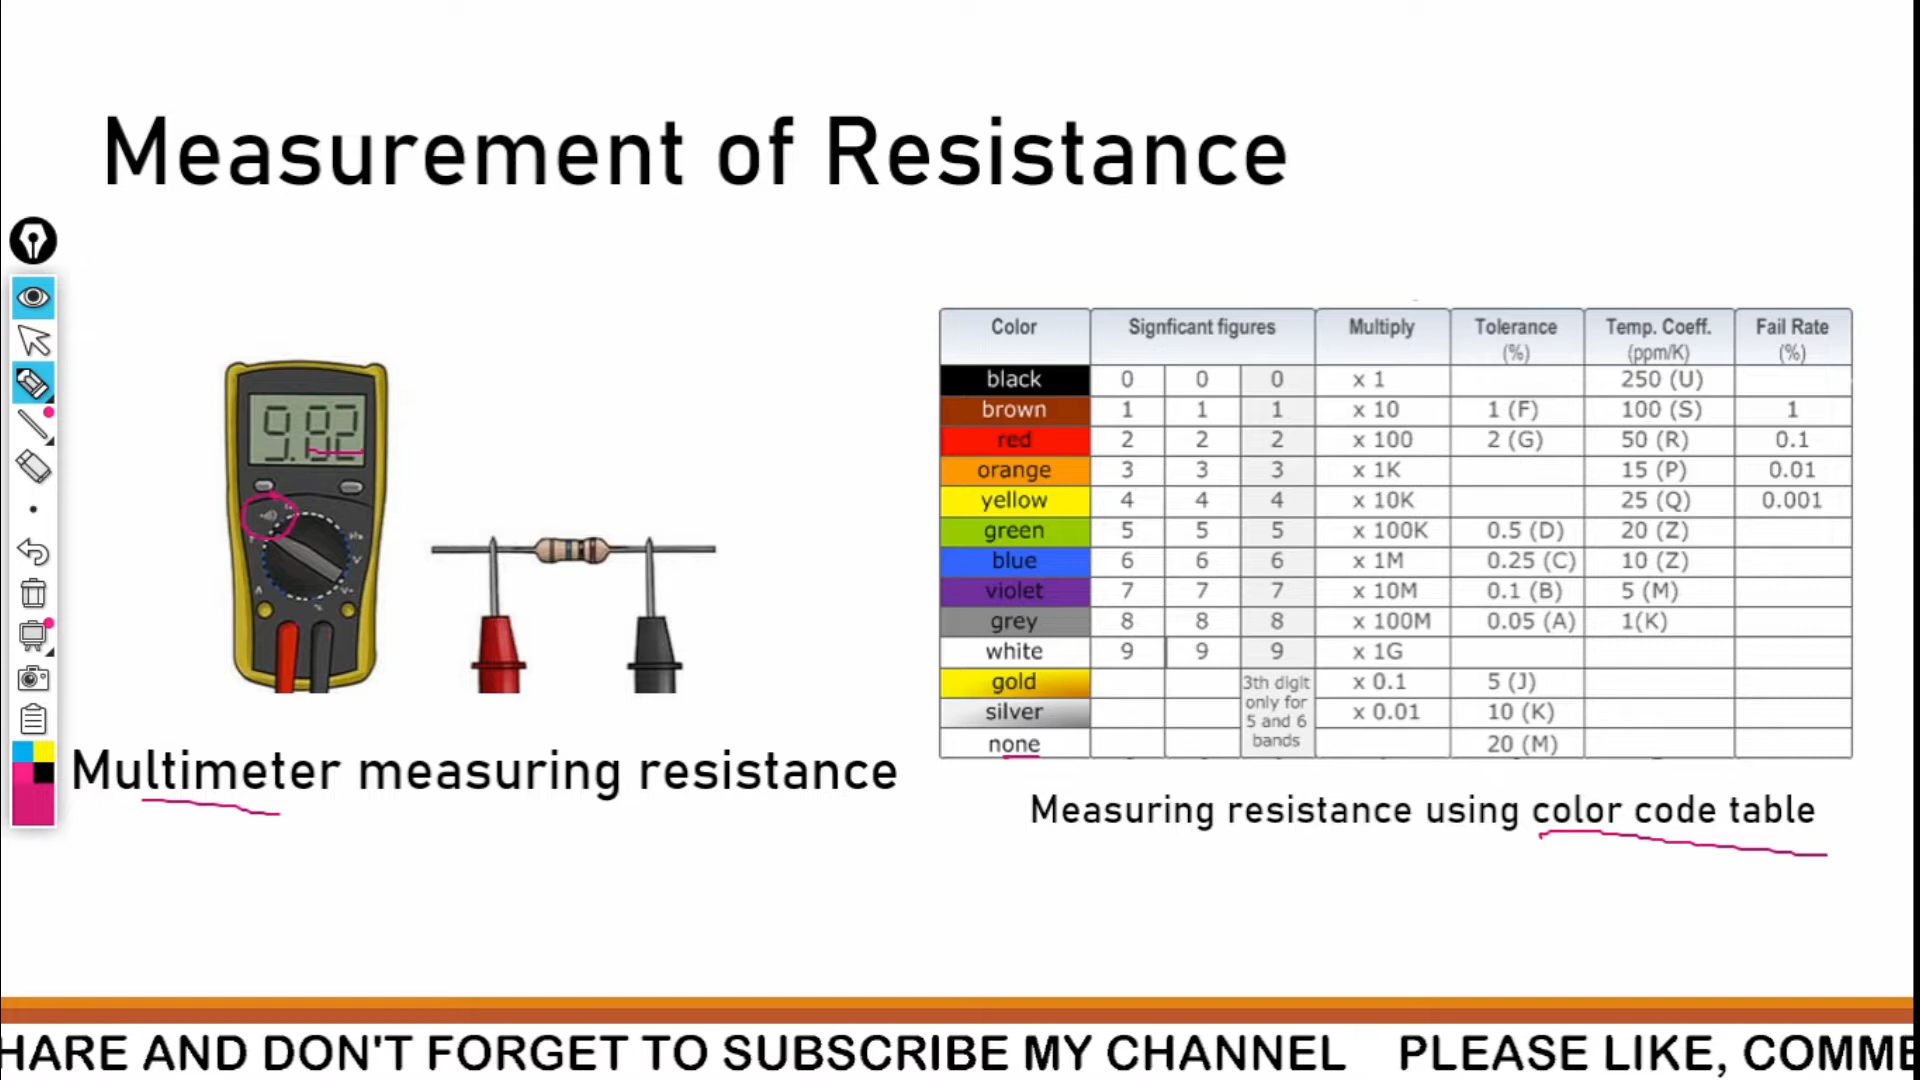 Measurement of Resistance
9.82
Multimeter measuring resistance
Color Signficant figures Multiply Tolerance (%) Temp. Coeff. (ppm/K) Fail Rate (%)
black 0 0 0 x 1 250 (U)
brown 1 1 1 x 10 1 (F) 100 (S) 1
red 2 2 2 x 100 2 (G) 50 (R) 0.1
orange 3 3 3 x 1K 15 (P) 0.01
yellow 4 4 4 x 10K 25 (Q) 0.001
green 5 5 5 x 100K 0.5 (D) 20 (Z)
blue 6 6 6 x 1M 0.25 (C) 10 (Z)
violet 7 7 7 x 10M 0.1 (B) 5 (M)
grey 8 8 8 x 100M 0.05 (A) 1(K)
white 9 9 9 x 1G
gold x 0.1 5 (J)
silver x 0.01 10 (K)
none 20 (M)
3th digit
only for
5 and 6
bands
Measuring resistance using color code table
HARE AND DON'T FORGET TO SUBSCRIBE MY CHANNEL PLEASE LIKE, COMME